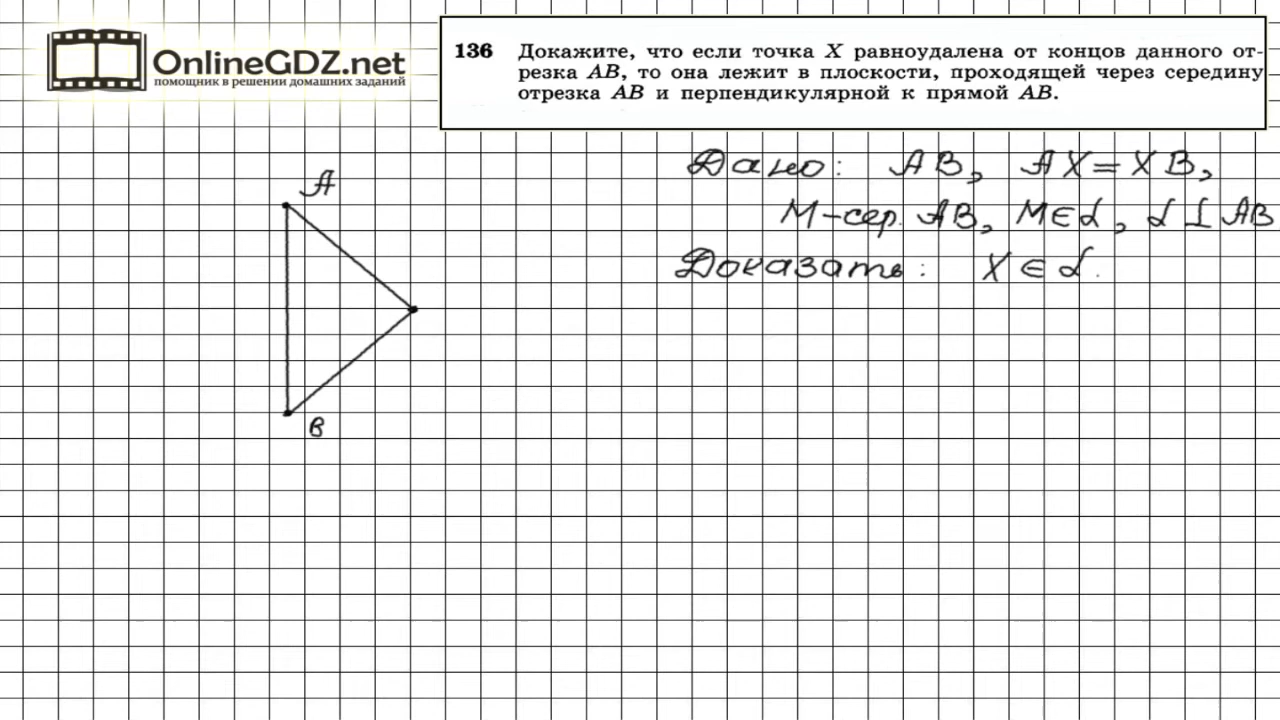 OnlineGDZ.net
помощник в решении домашних заданий
136 Докажите, что если точка X равноудалена от концов данного от-
резка AB, то она лежит в плоскости, проходящей через середину
отрезка AB и перпендикулярной к прямой AB.
Дано: AB, AX=XB,
M-сер. AB, M∈α, α⊥AB
Доказать: X∈α.
A
B